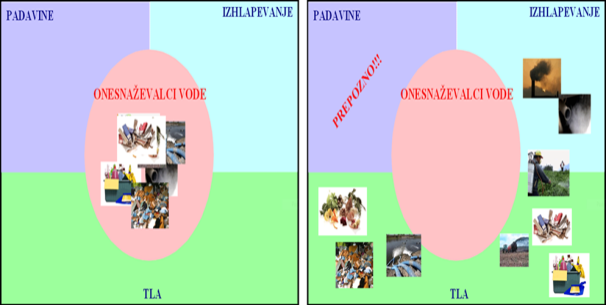 PADAVINE
IZHLAPEVANJE
ONESNAŽEVALCI VODE
TLA
PADAVINE
IZHLAPEVANJE
PREPOZNO!!!
ONESNAŽEVALCI VODE
TLA